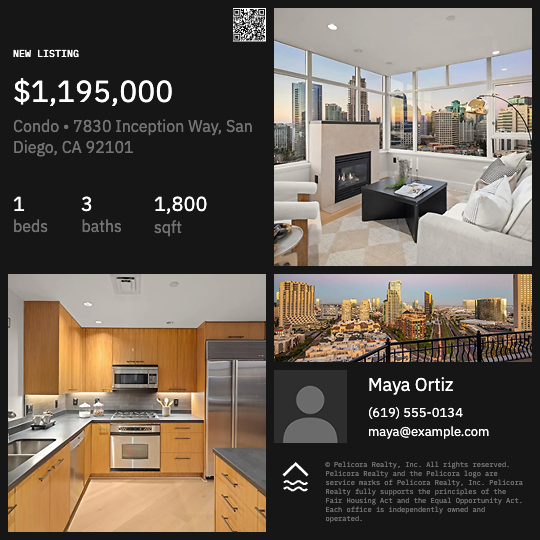 NEW LISTING
$1,195,000
Condo • 7830 Inception Way, San
Diego, CA 92101
1
beds
3
baths
1,800
sqft
Maya Ortiz
(619) 555-0134
maya@example.com
© Pelicora Realty, Inc. All rights reserved.
Pelicora Realty and the Pelicora logo are
service marks of Pelicora Realty, Inc. Pelicora
Realty fully supports the principles of the
Fair Housing Act and the Equal Opportunity Act.
Each office is independently owned and
operated.